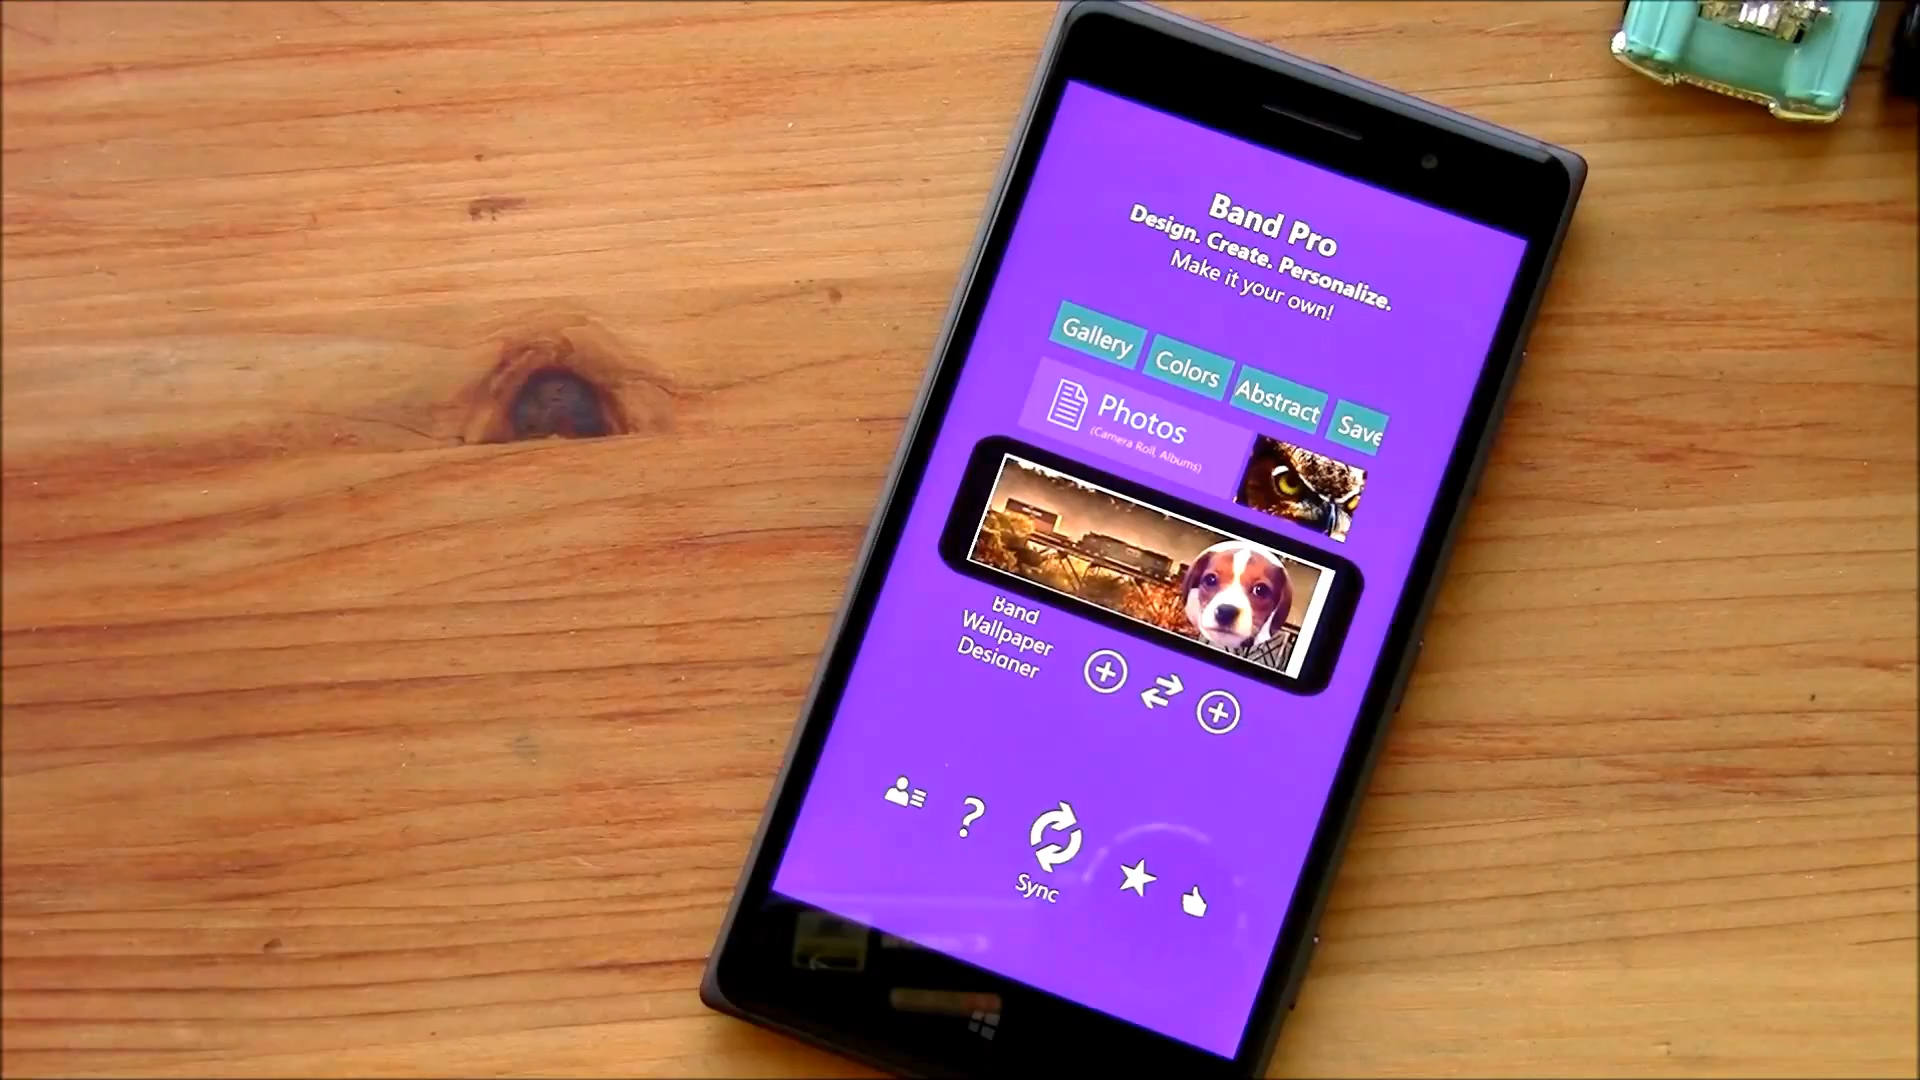 Band Pro
Design. Create. Personalize.
Make it your own!
Gallery
Colors
Abstract
Save
Photos
(Camera Roll, Albums)
Band
Wallpaper
Designer
?
Sync